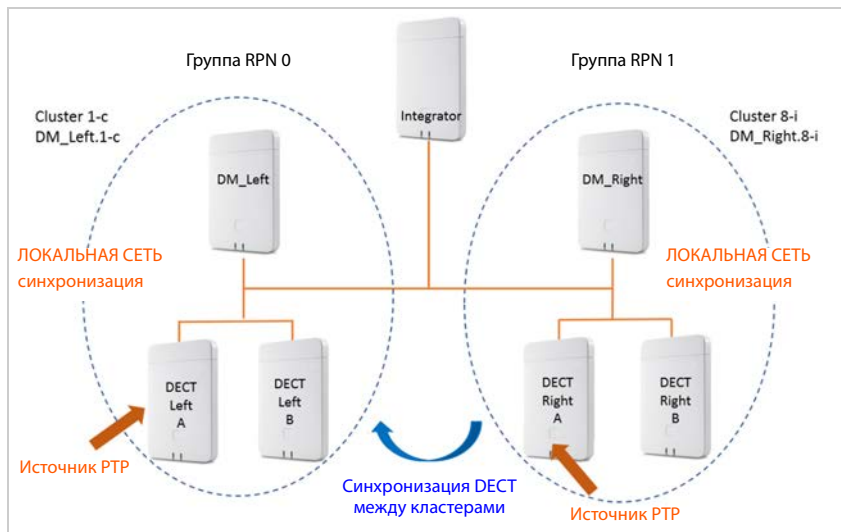 Группа RPN 0
Группа RPN 1
Integrator
Cluster 1-c
DM_Left.1-c
Cluster 8-i
DM_Right.8-i
DM_Left
DM_Right
ЛОКАЛЬНАЯ СЕТЬ
синхронизация
ЛОКАЛЬНАЯ СЕТЬ
синхронизация
DECT
Left
A
DECT
Left
B
DECT
Right
A
DECT
Right
B
Источник PTP
Синхронизация DECT
между кластерами
Источник PTP